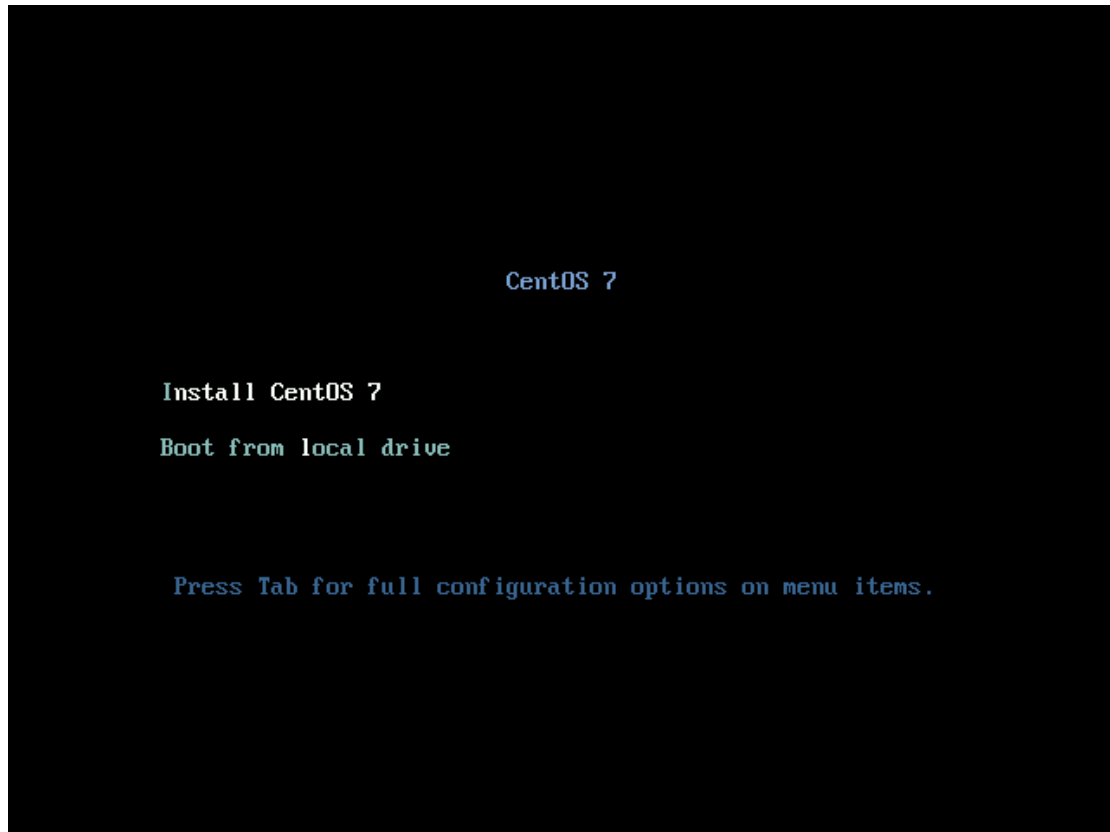 CentOS 7
Install CentOS 7
Boot from local drive
Press Tab for full configuration options on menu items.